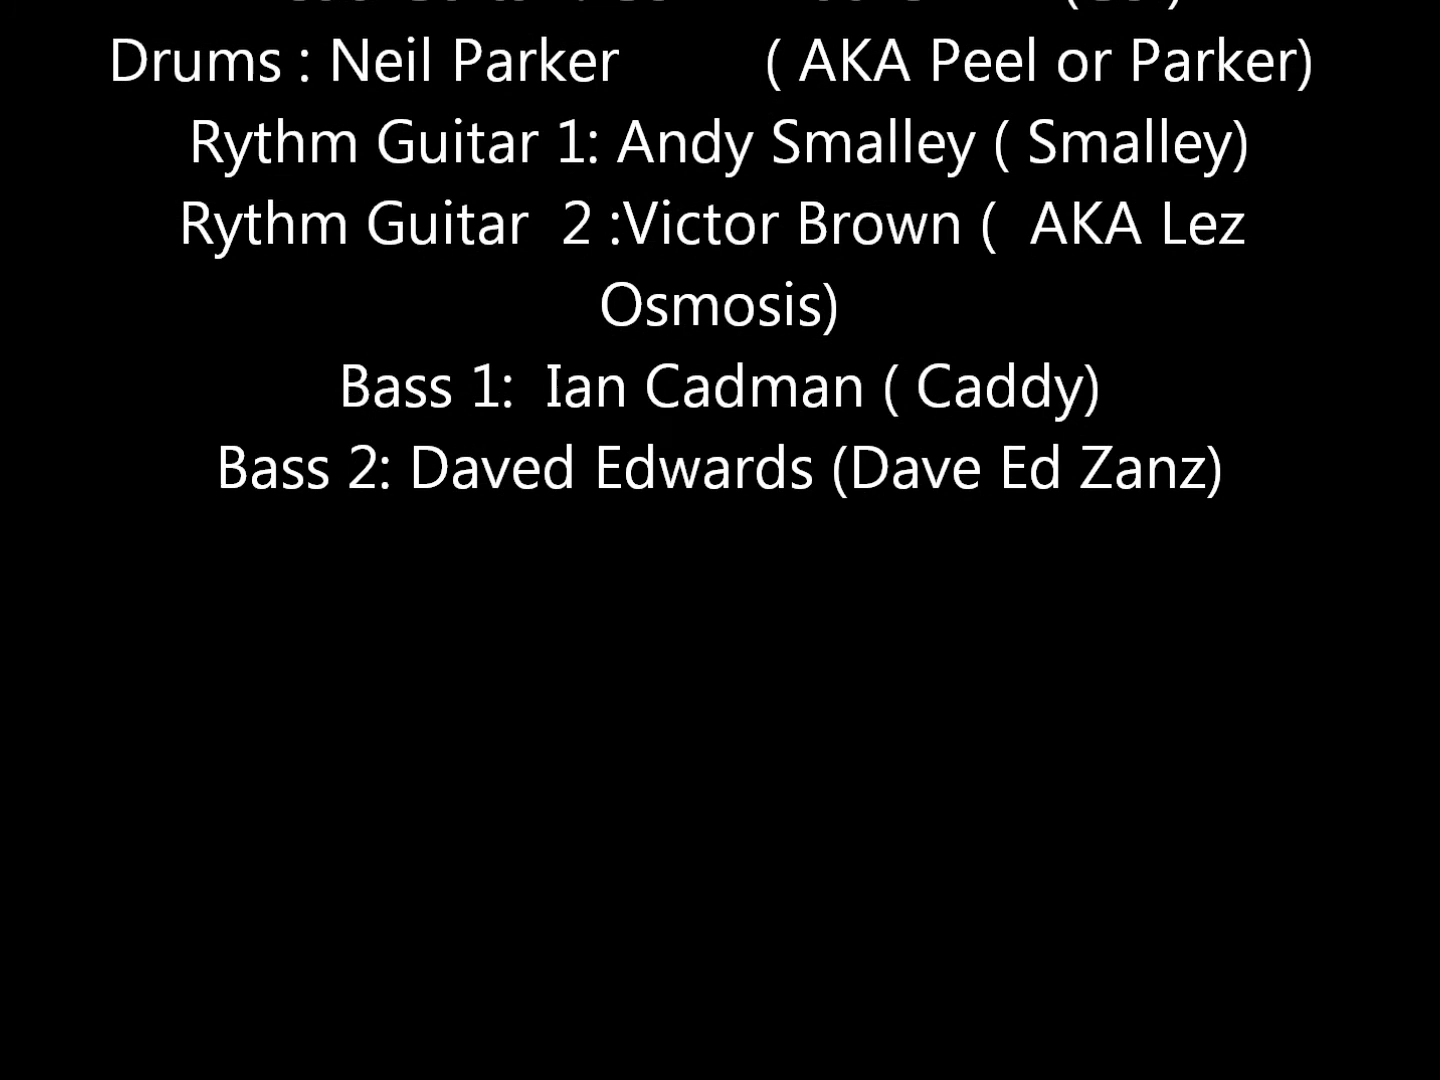 Drums : Neil Parker ( AKA Peel or Parker)
Rythm Guitar 1: Andy Smalley ( Smalley)
Rythm Guitar 2 :Victor Brown ( AKA Lez
Osmosis)
Bass 1: Ian Cadman ( Caddy)
Bass 2: Daved Edwards (Dave Ed Zanz)